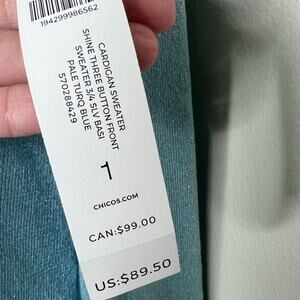 194299986562
CARDIGAN SWEATER
SHINE THREE BUTTON FRONT
SWEATER 3/4 SLV BASI
PALE TURQ BLUE
570288429
1
CHICOS.COM
CAN:$99.00
US:$89.50